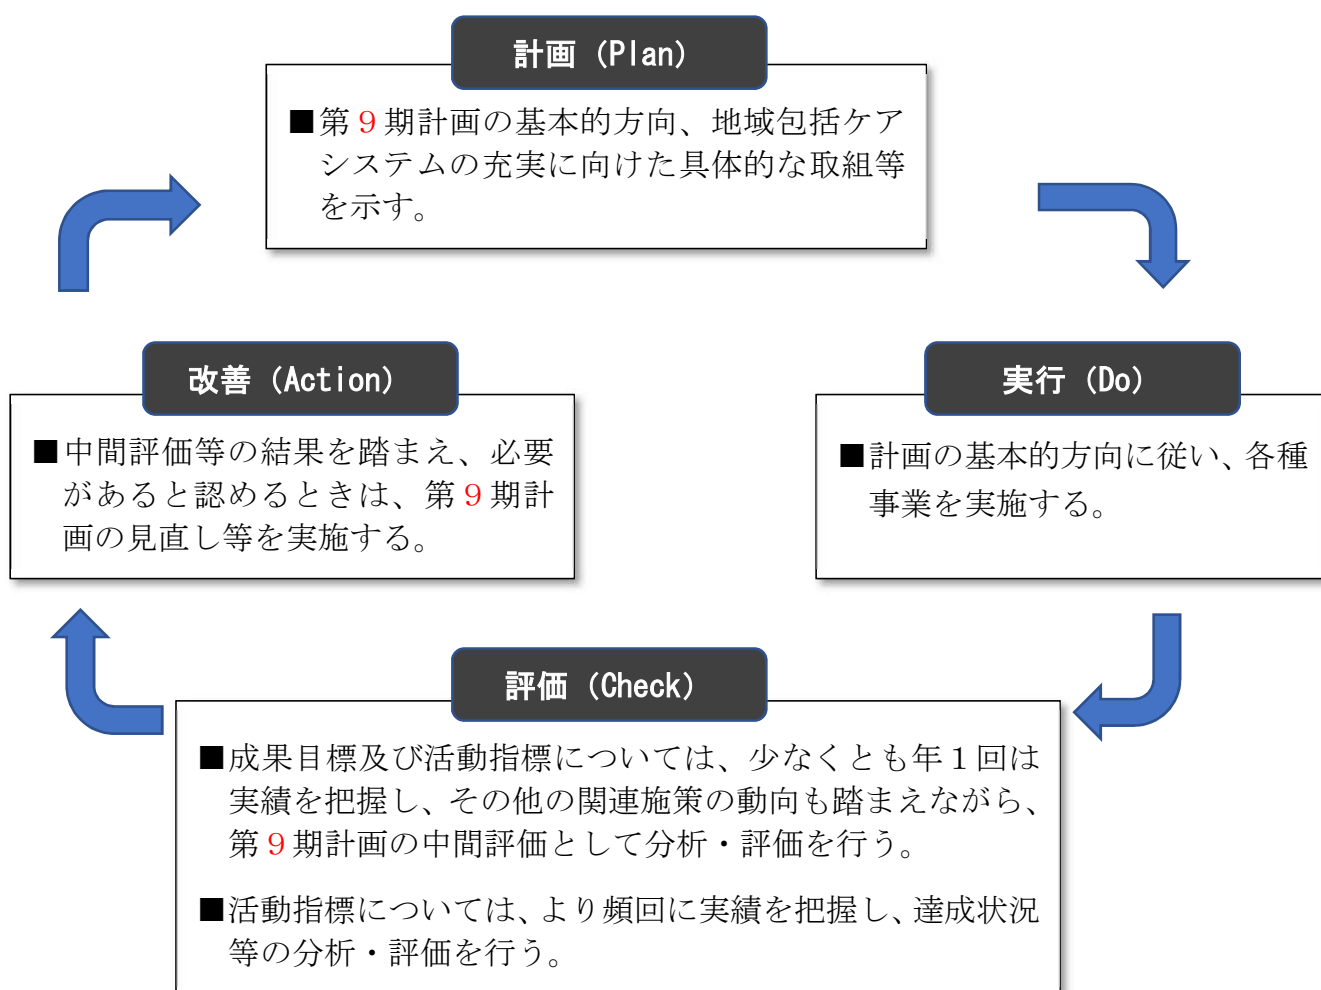 計画（Plan）
■第９期計画の基本的方向、地域包括ケア
システムの充実に向けた具体的な取組等
を示す。
改善（Action）
■中間評価等の結果を踏まえ、必要
があると認めるときは、第９期計
画の見直し等を実施する。
実行（Do）
■計画の基本的方向に従い、各種
事業を実施する。
評価（Check）
■成果目標及び活動指標については、少なくとも年１回は
実績を把握し、その他の関連施策の動向も踏まえながら、
第９期計画の中間評価として分析・評価を行う。
■活動指標については、より頻回に実績を把握し、達成状況
等の分析・評価を行う。